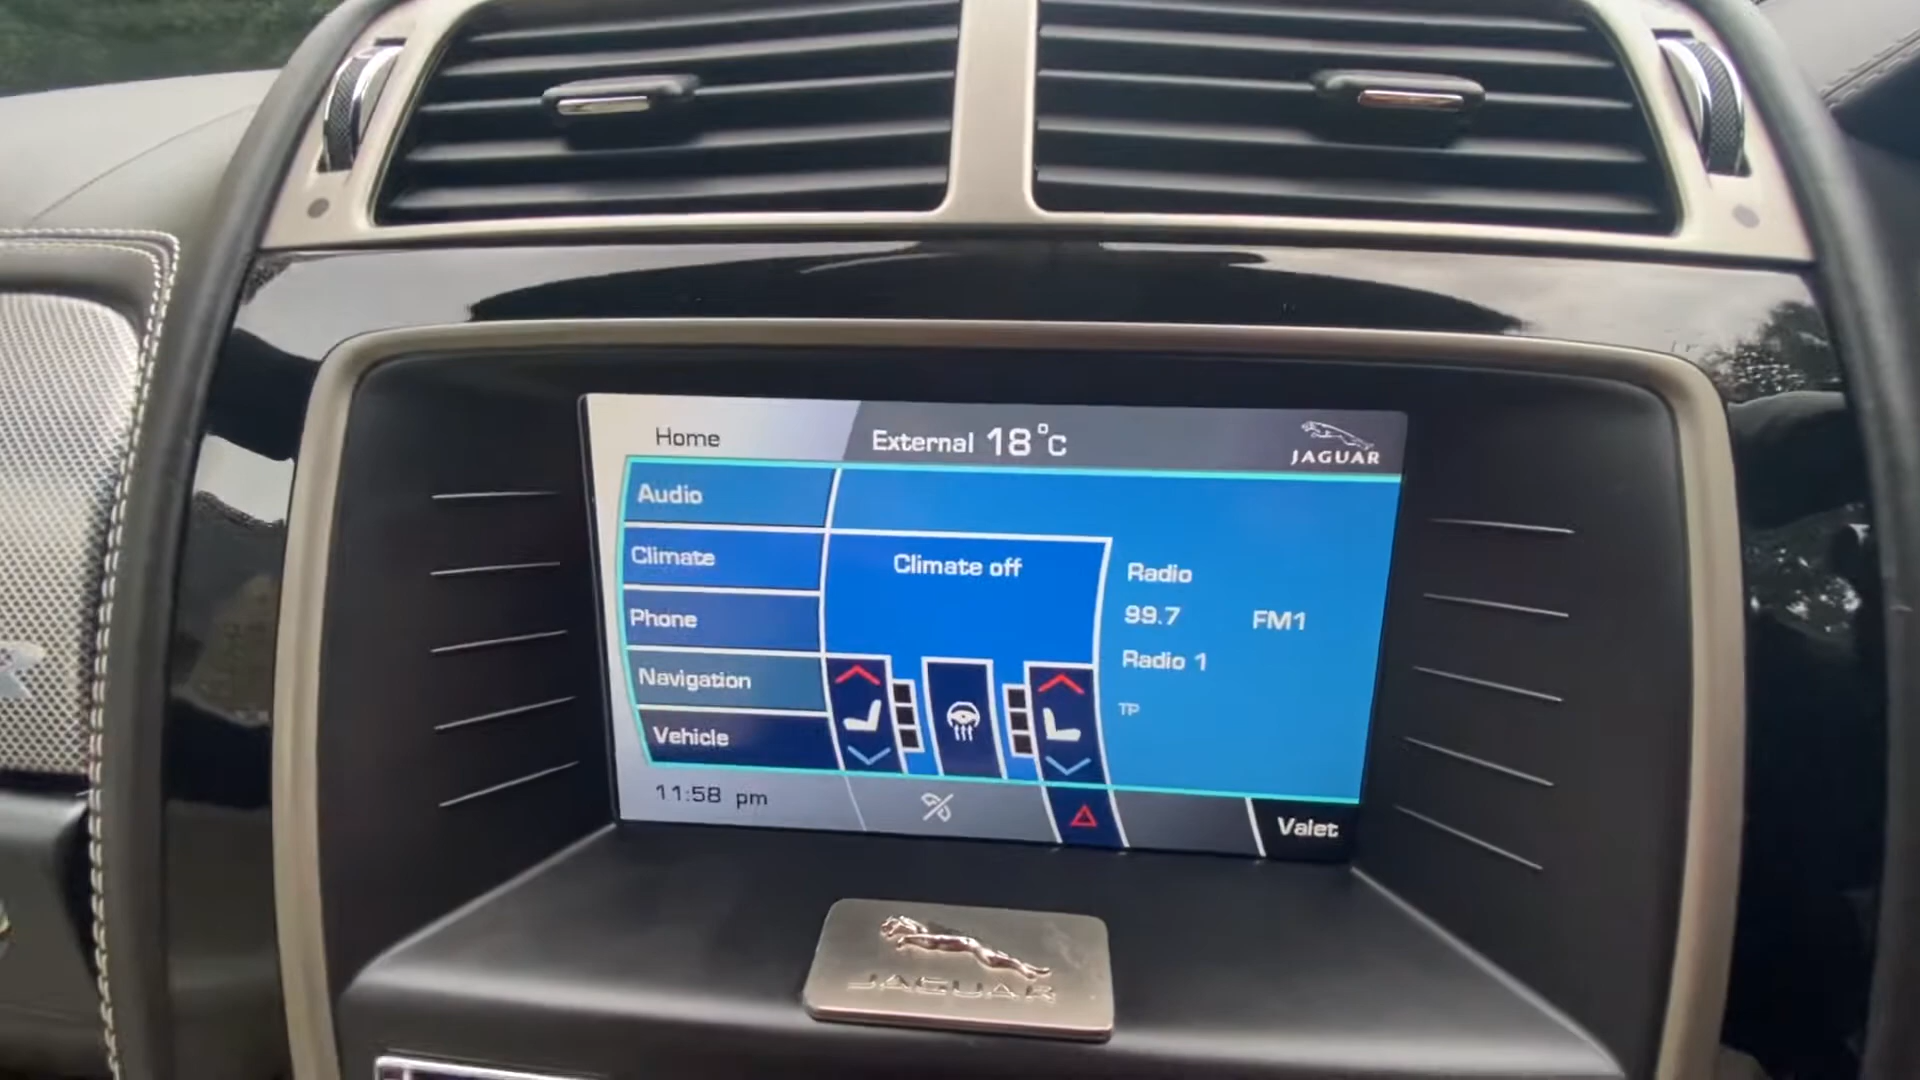 Home
External 18°C
JAGUAR
Audio
Climate
Phone
Navigation
Vehicle
Climate off
Radio
99.7 FM1
Radio 1
TP
11:58 pm
Valet
JAGUAR
R